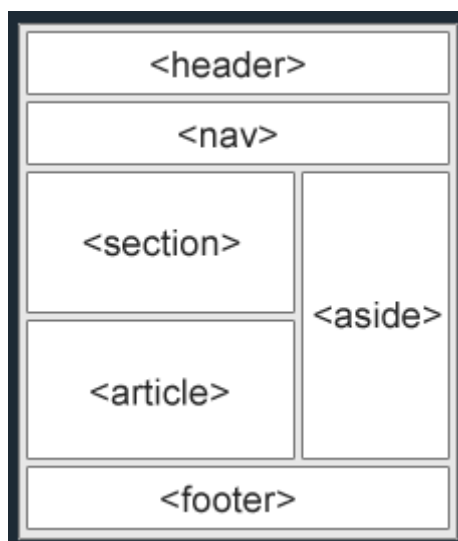 <header>
<nav>
<section>
<aside>
<article>
<footer>